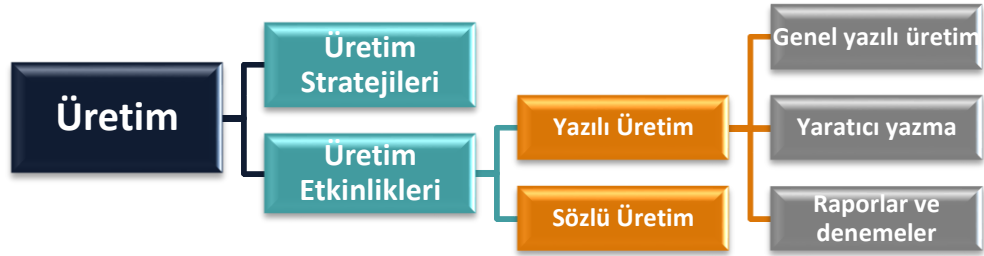 Üretim
Üretim
Stratejileri
Üretim
Etkinlikleri
Yazılı Üretim
Sözlü Üretim
Genel yazılı üretim
Yaratıcı yazma
Raporlar ve
denemeler